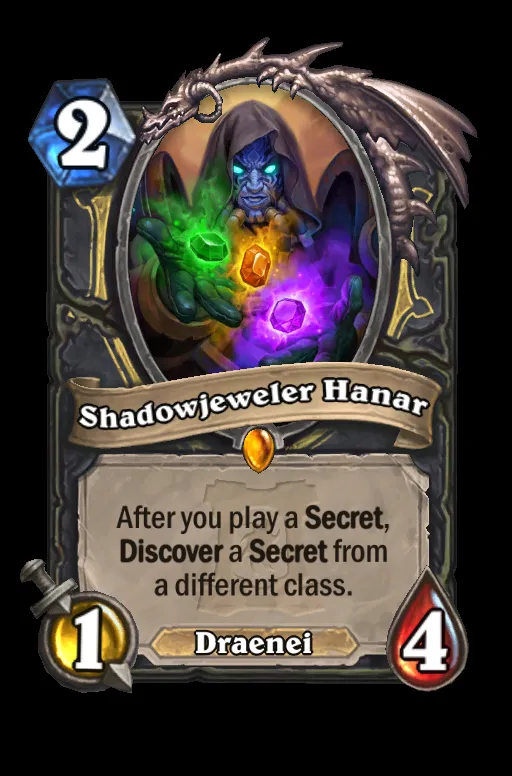 2
Shadowjeweler Hanar
After you play a Secret,
Discover a Secret from
a different class.
1
Draenei
4